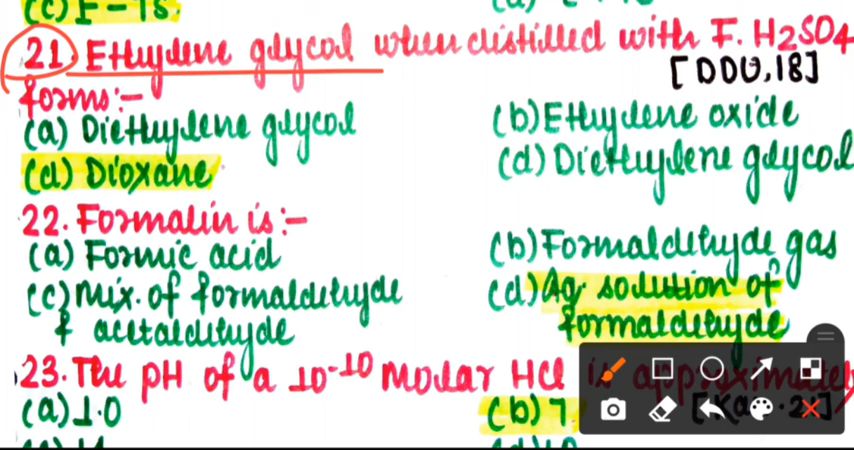 (c) F-
21. Ethylene glycol when distilled with F. H2SO4
[DDU,18]
forms:-
(a) Diethylene glycol (b) Ethylene oxide
(c) Dioxane (d) Diethylene glycol
22. Formalin is:-
(a) Formic acid (b) Formaldehyde gas
(c) Mix. of formaldehyde (d) Aq. solution of
& acetaldehyde formaldehyde
23. The pH of a 10-10 Molar HCl is approximately
(a) 1.0 (b) 7.